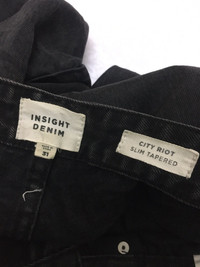 INSIGHT
DENIM
31
CITY RIOT
SLIM TAPERED